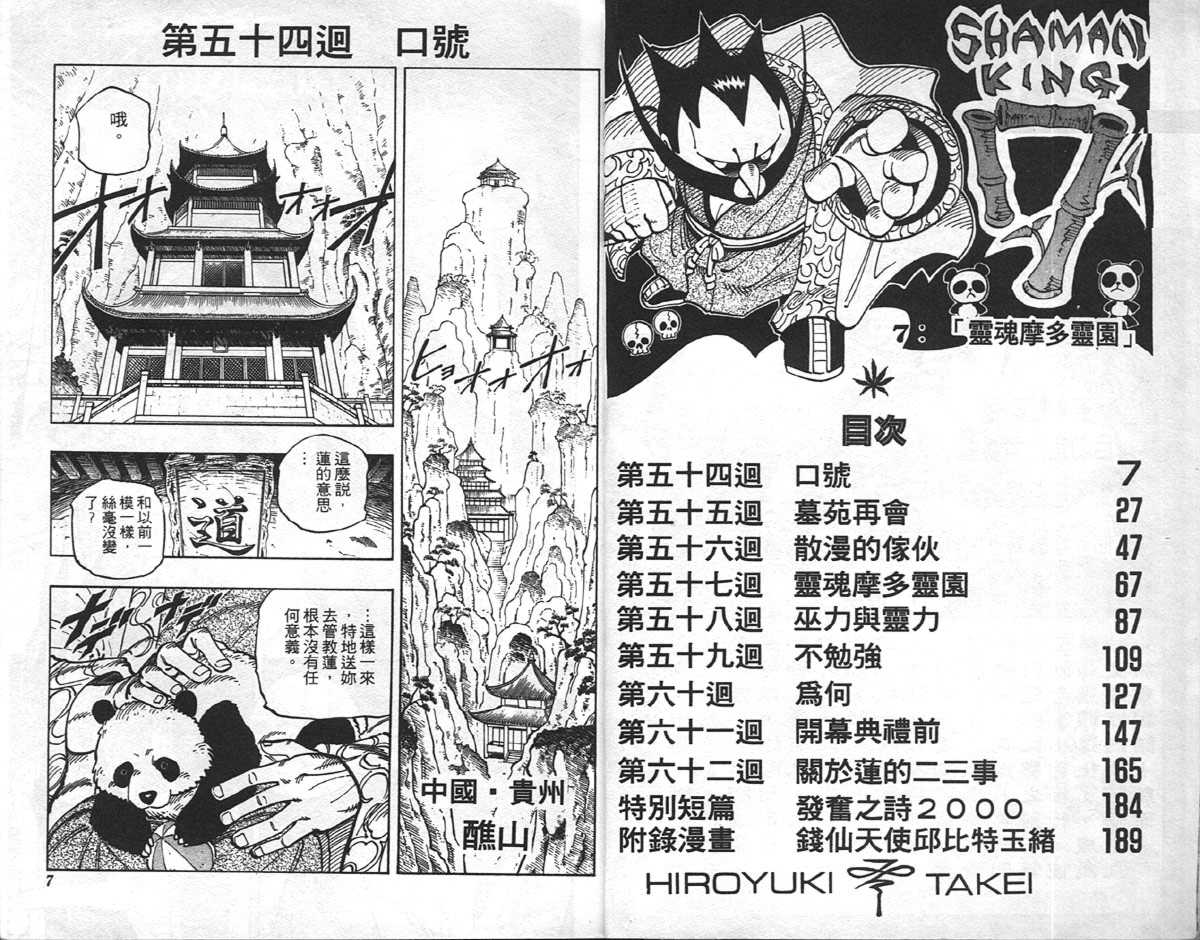 SHAMAN
KING
7
7：「靈魂摩多靈園」
目次
第五十四迴 口號 7
第五十五迴 墓苑再會 27
第五十六迴 散漫的傢伙 47
第五十七迴 靈魂摩多靈園 67
第五十八迴 巫力與靈力 87
第五十九迴 不勉強 109
第六十迴 爲何 127
第六十一迴 開幕典禮前 147
第六十二迴 關於蓮的二三事 165
特別短篇 發奮之詩2000 184
附錄漫畫 錢仙天使邱比特玉緒 189
HIROYUKI TAKEI
第五十四迴 口號
ヒョオオオオ
中國・貴州
醮山
哦。
オオ
オオオ
這麼說，
蓮的意思
…
道
和以前一
模一樣，
絲毫沒變
了？
…這樣一來
，特地送妳
去管教蓮，
根本沒有任
何意義。
ナデ
ナデ
7